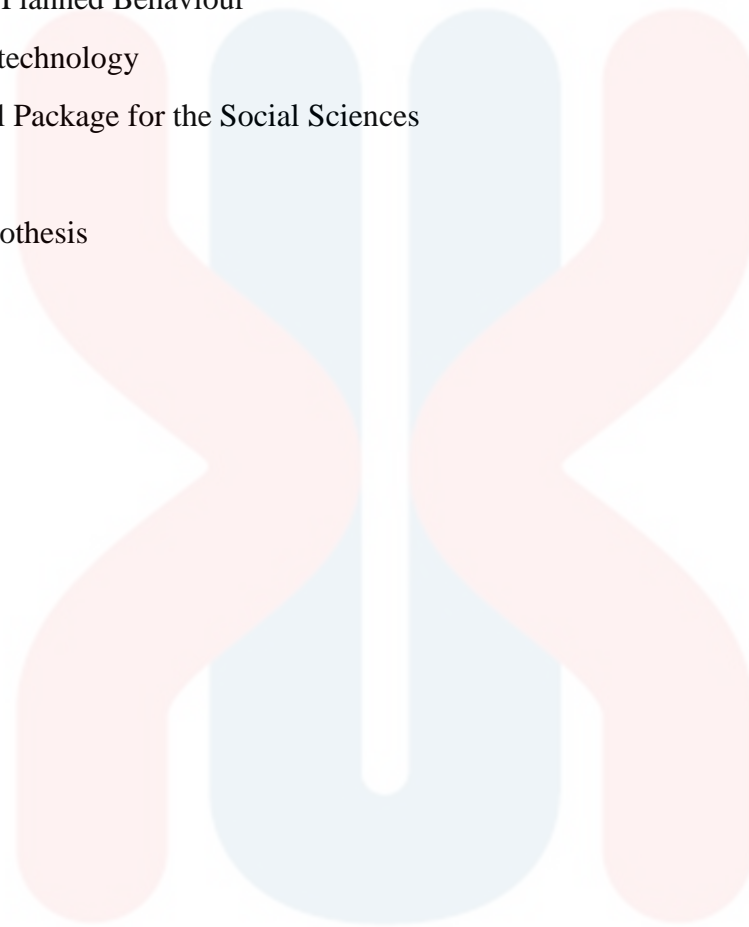 Planned Behaviour
technology
Package for the Social Sciences
othesis